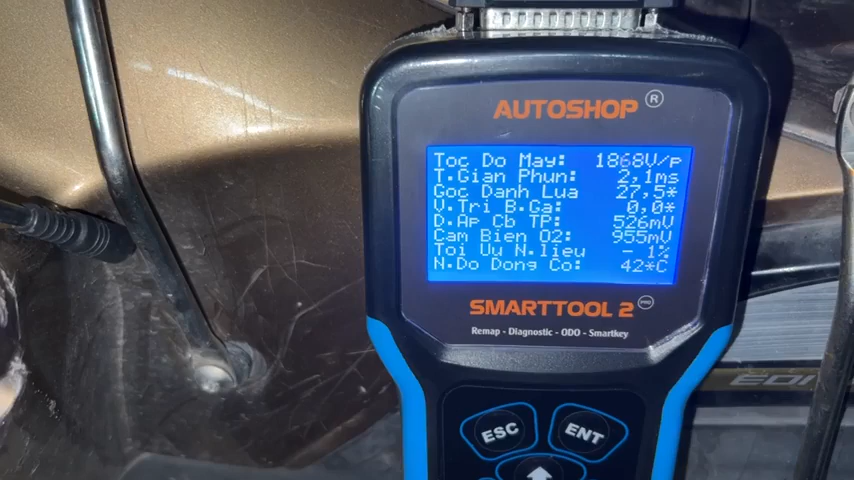 AUTOSHOP ®
Toc Do May: 1868V/p
T.Gian Phun: 2,1ms
Goc Danh Lua 27,5*
V.Tri B.Ga: 0,0*
D.Ap Cb TP: 526mV
Cam Bien O2: 955mV
Toi Uu N.lieu - 1%
N.Do Dong Co: 42*C
SMARTTOOL 2 PRO
Remap - Diagnostic - ODO - Smartkey
ESC
ENT